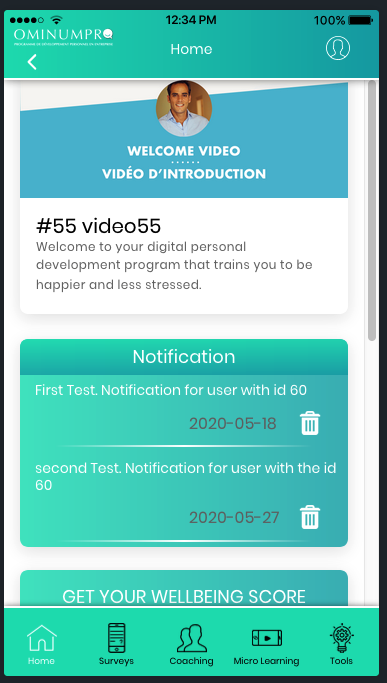 12:34 PM
100%
OMINUMPRO
Home
WELCOME VIDEO
VIDÉO D'INTRODUCTION
#55 video55
Welcome to your digital personal
development program that trains you to be
happier and less stressed.
Notification
First Test. Notification for user with id 60
2020-05-18
second Test. Notification for user with the id
60
2020-05-27
GET YOUR WELLBEING SCORE
Home
Surveys
Coaching
Micro Learning
Tools